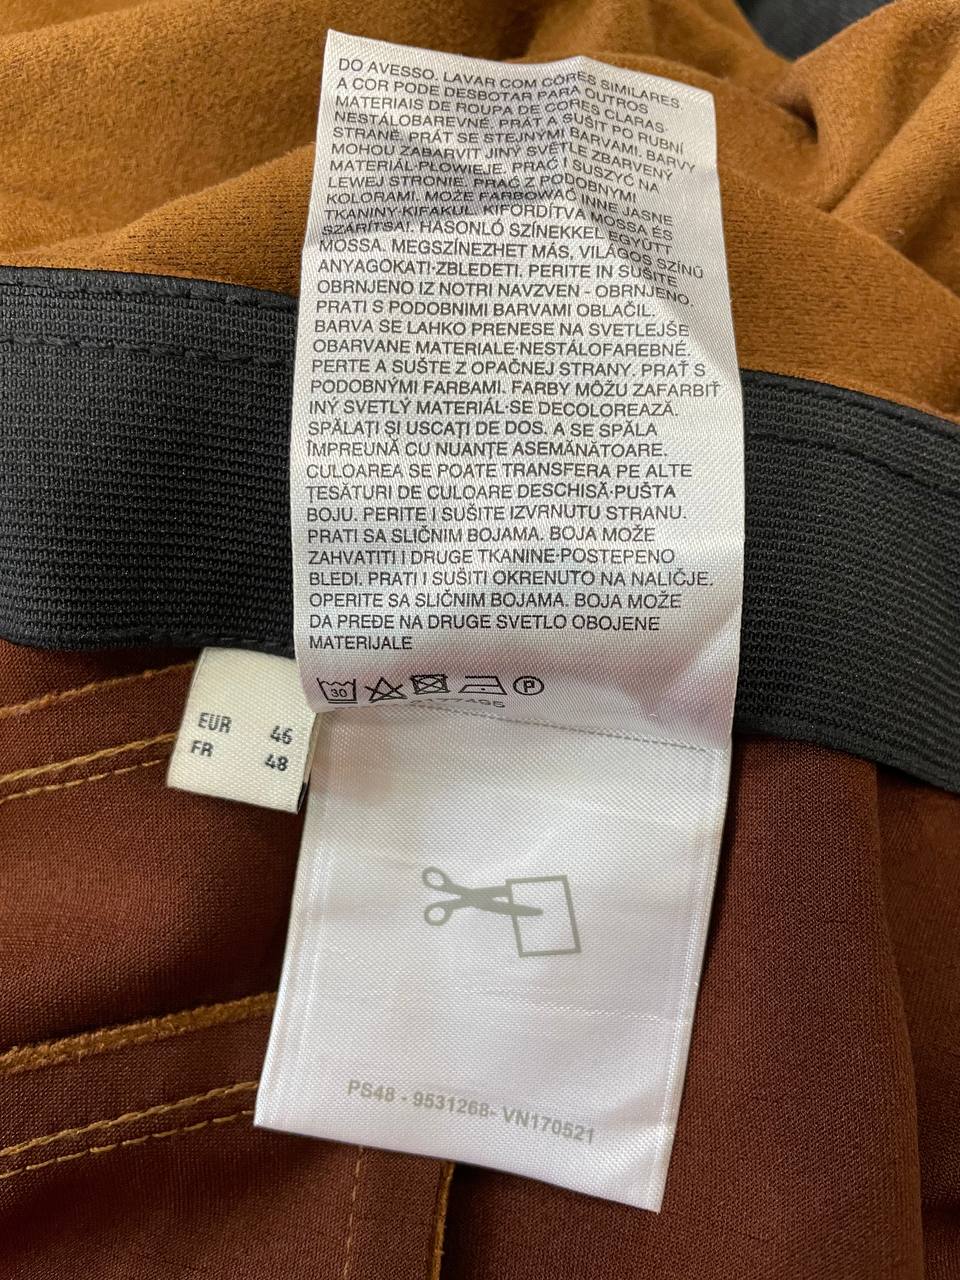 DO AVESSO. LAVAR COM CÔRES SIMILARES.
A COR PODE DESBOTAR PARA OUTROS
MATERIAIS DE ROUPA DE CORES CLARAS·
NESTÁLOBAREVNÉ. PRÁT A SUŠIT PO RUBNÍ
STRANĚ. PRÁT SE STEJNÝMI BARVAMI. BARVY
MOHOU ZABARVIT JINÝ SVĚTLE ZBARVENÝ
MATERIÁL·PŁOWIEJE. PRAĆ I SUSZYĆ NA
LEWEJ STRONIE. PRAĆ Z PODOBNYMI
KOLORAMI. MOŻE FARBOWAĆ INNE JASNE
TKANINY·KIFAKUL. KIFORDÍTVA MOSSA ÉS
SZÁRÍTSA!. HASONLÓ SZÍNEKKEL EGYÜTT
MOSSA. MEGSZÍNEZHET MÁS, VILÁGOS SZÍNŰ
ANYAGOKAT!·ZBLEDETI. PERITE IN SUŠITE
OBRNJENO IZ NOTRI NAVZVEN - OBRNJENO.
PRATI S PODOBNIMI BARVAMI OBLAČIL.
BARVA SE LAHKO PRENESE NA SVETLEJŠE
OBARVANE MATERIALE·NESTÁLOFAREBNÉ.
PERTE A SUŠTE Z OPAČNEJ STRANY. PRAŤ S
PODOBNÝMI FARBAMI. FARBY MÔŽU ZAFARBIŤ
INÝ SVETLÝ MATERIÁL·SE DECOLOREAZĂ.
SPĂLAȚI ȘI USCAȚI DE DOS. A SE SPĂLA
ÎMPREUNĂ CU NUANȚE ASEMĂNĂTOARE.
CULOAREA SE POATE TRANSFERA PE ALTE
ȚESĂTURI DE CULOARE DESCHISĂ·PUŠTA
BOJU. PERITE I SUŠITE IZVRNUTU STRANU.
PRATI SA SLIČNIM BOJAMA. BOJA MOŽE
ZAHVATITI I DRUGE TKANINE·POSTEPENO
BLEDI. PRATI I SUŠITI OKRENUTO NA NALIČJE.
OPERITE SA SLIČNIM BOJAMA. BOJA MOŽE
DA PREĐE NA DRUGE SVETLO OBOJENE
MATERIJALE
30 P
EUR 46
FR 48
PS48 - 9531268- VN170521